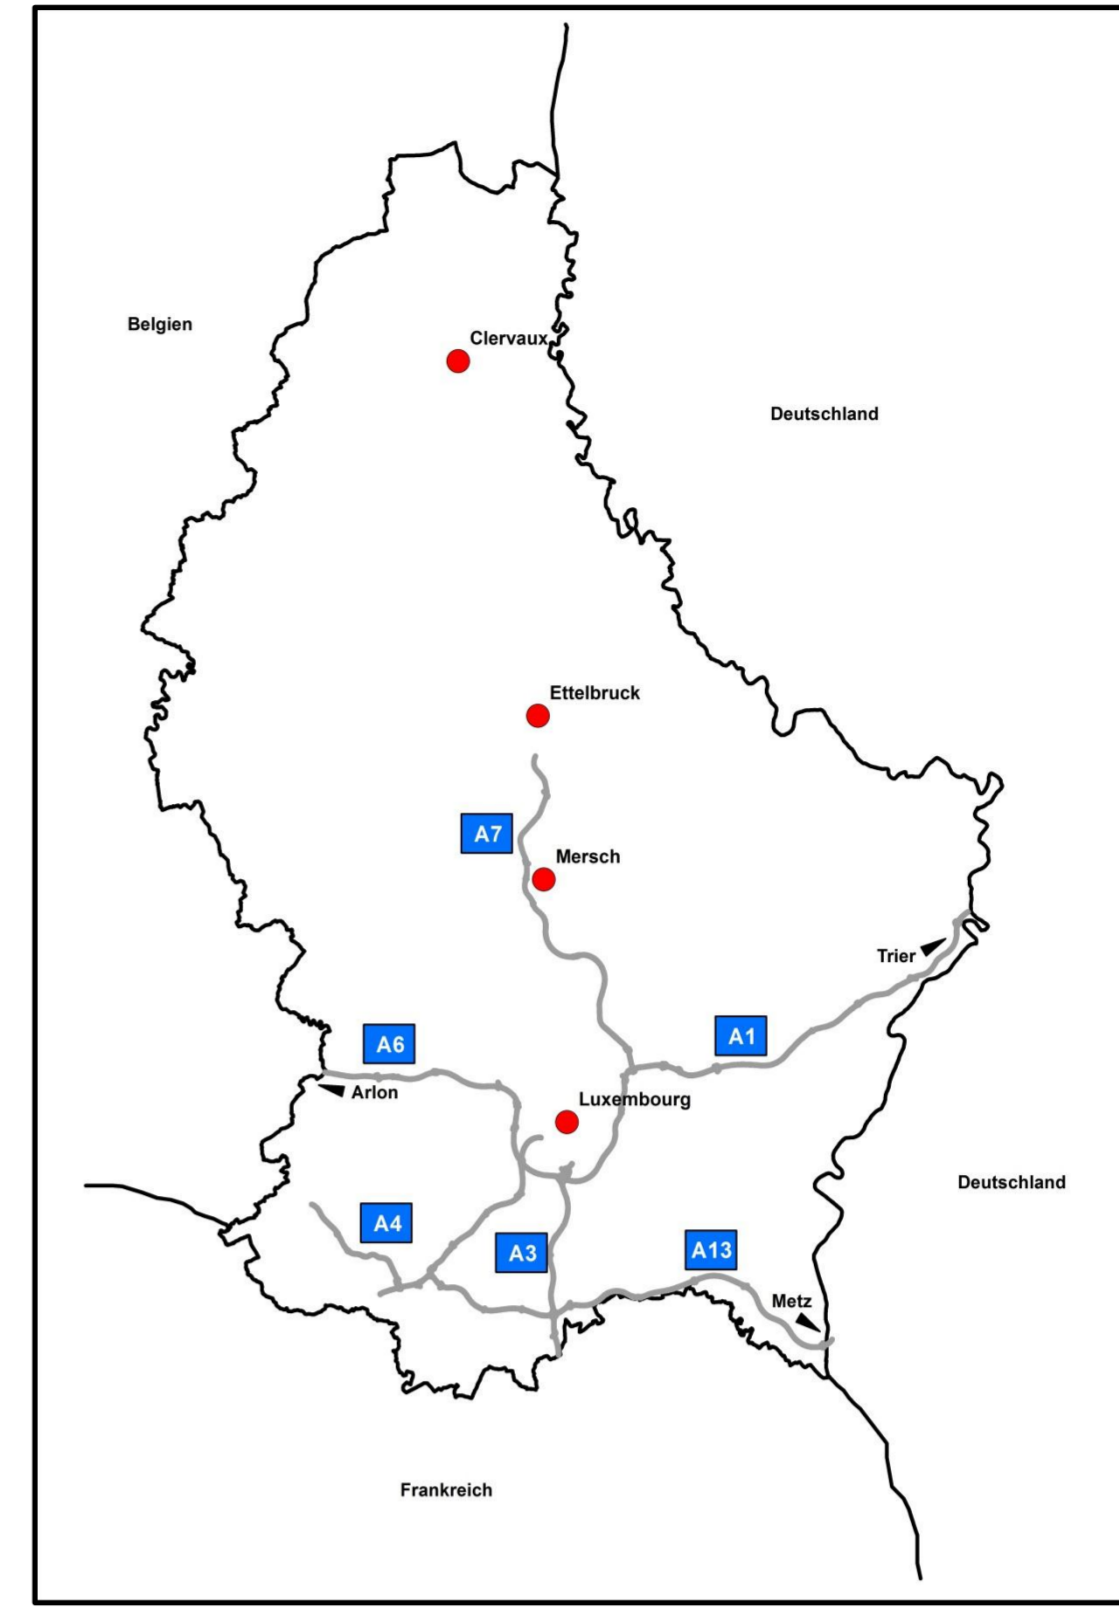 Belgien
Clervaux
Deutschland
Ettelbruck
A7
Mersch
Trier
A6
A1
Arlon
Luxembourg
Deutschland
A4
A3
A13
Metz
Frankreich